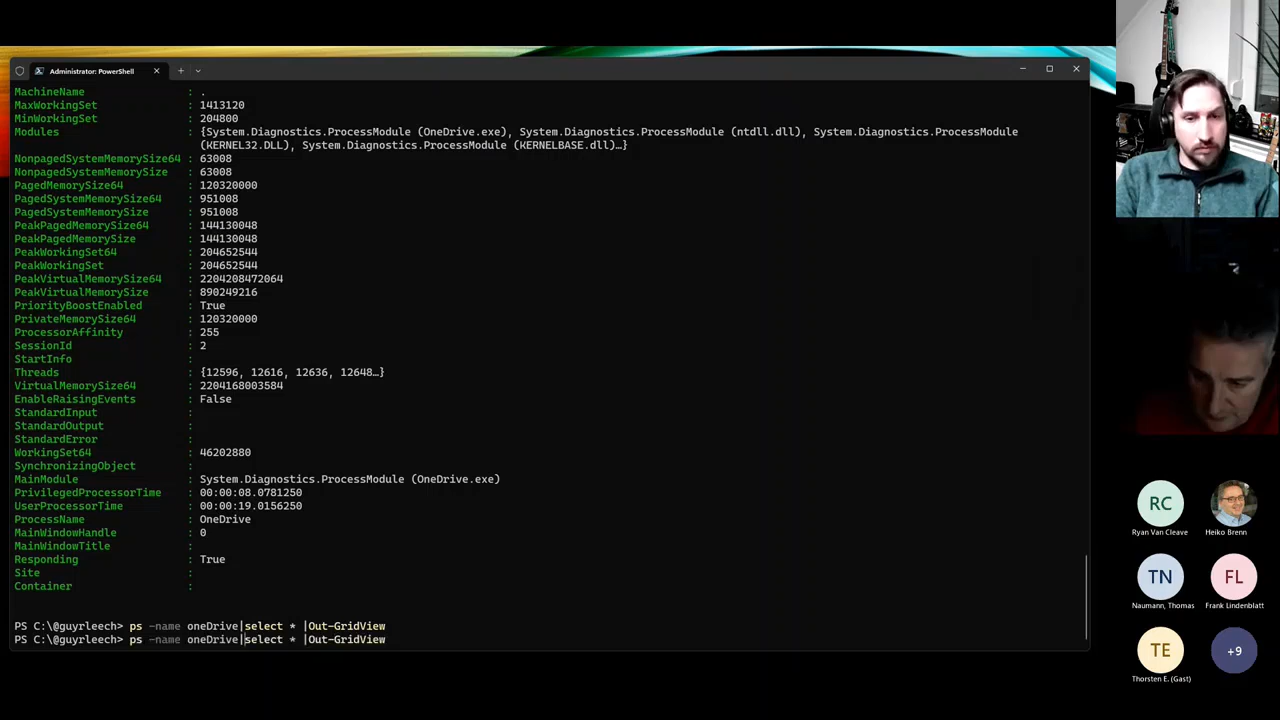 Administrator: PowerShell
MachineName : .
MaxWorkingSet : 1413120
MinWorkingSet : 204800
Modules : {System.Diagnostics.ProcessModule (OneDrive.exe), System.Diagnostics.ProcessModule (ntdll.dll), System.Diagnostics.ProcessModule
(KERNEL32.DLL), System.Diagnostics.ProcessModule (KERNELBASE.dll)…}
NonpagedSystemMemorySize64 : 63008
NonpagedSystemMemorySize : 63008
PagedMemorySize64 : 120320000
PagedSystemMemorySize64 : 951008
PagedSystemMemorySize : 951008
PeakPagedMemorySize64 : 144130048
PeakPagedMemorySize : 144130048
PeakWorkingSet64 : 204652544
PeakWorkingSet : 204652544
PeakVirtualMemorySize64 : 2204208472064
PeakVirtualMemorySize : 890249216
PriorityBoostEnabled : True
PrivateMemorySize64 : 120320000
ProcessorAffinity : 255
SessionId : 2
StartInfo :
Threads : {12596, 12616, 12636, 12648…}
VirtualMemorySize64 : 2204168003584
EnableRaisingEvents : False
StandardInput :
StandardOutput :
StandardError :
WorkingSet64 : 46202880
SynchronizingObject :
MainModule : System.Diagnostics.ProcessModule (OneDrive.exe)
PrivilegedProcessorTime : 00:00:08.0781250
UserProcessorTime : 00:00:19.0156250
ProcessName : OneDrive
MainWindowHandle : 0
MainWindowTitle :
Responding : True
Site :
Container :
PS C:\@guyrleech> ps -name oneDrive|select * |Out-GridView
PS C:\@guyrleech> ps -name oneDrive|select * |Out-GridView
RC
Ryan Van Cleave
Heiko Brenn
TN
Naumann, Thomas
FL
Frank Lindenblatt
TE
Thorsten E. (Gast)
+9